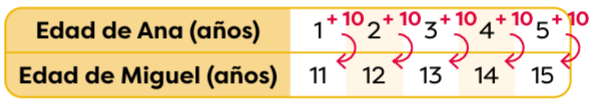 Edad de Ana (años) 1 +10 2 +10 3 +10 4 +10 5 +10
Edad de Miguel (años) 11 12 13 14 15